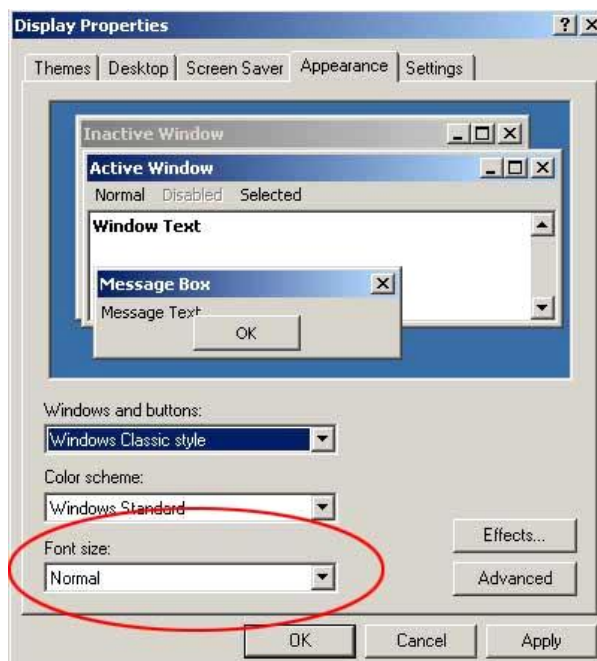 Display Properties
Themes Desktop Screen Saver Appearance Settings
Inactive Window
Active Window
Normal Disabled Selected
Window Text
Message Box
Message Text
OK
Windows and buttons:
Windows Classic style
Color scheme:
Windows Standard
Font size:
Normal
Effects...
Advanced
OK Cancel Apply